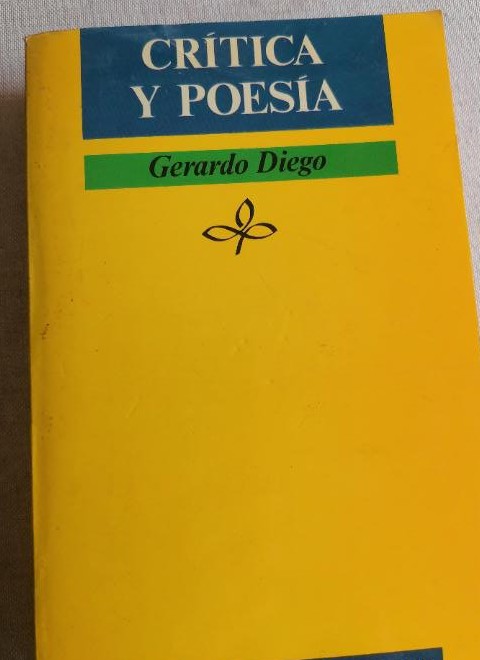 CRÍTICA
Y POESÍA
Gerardo Diego